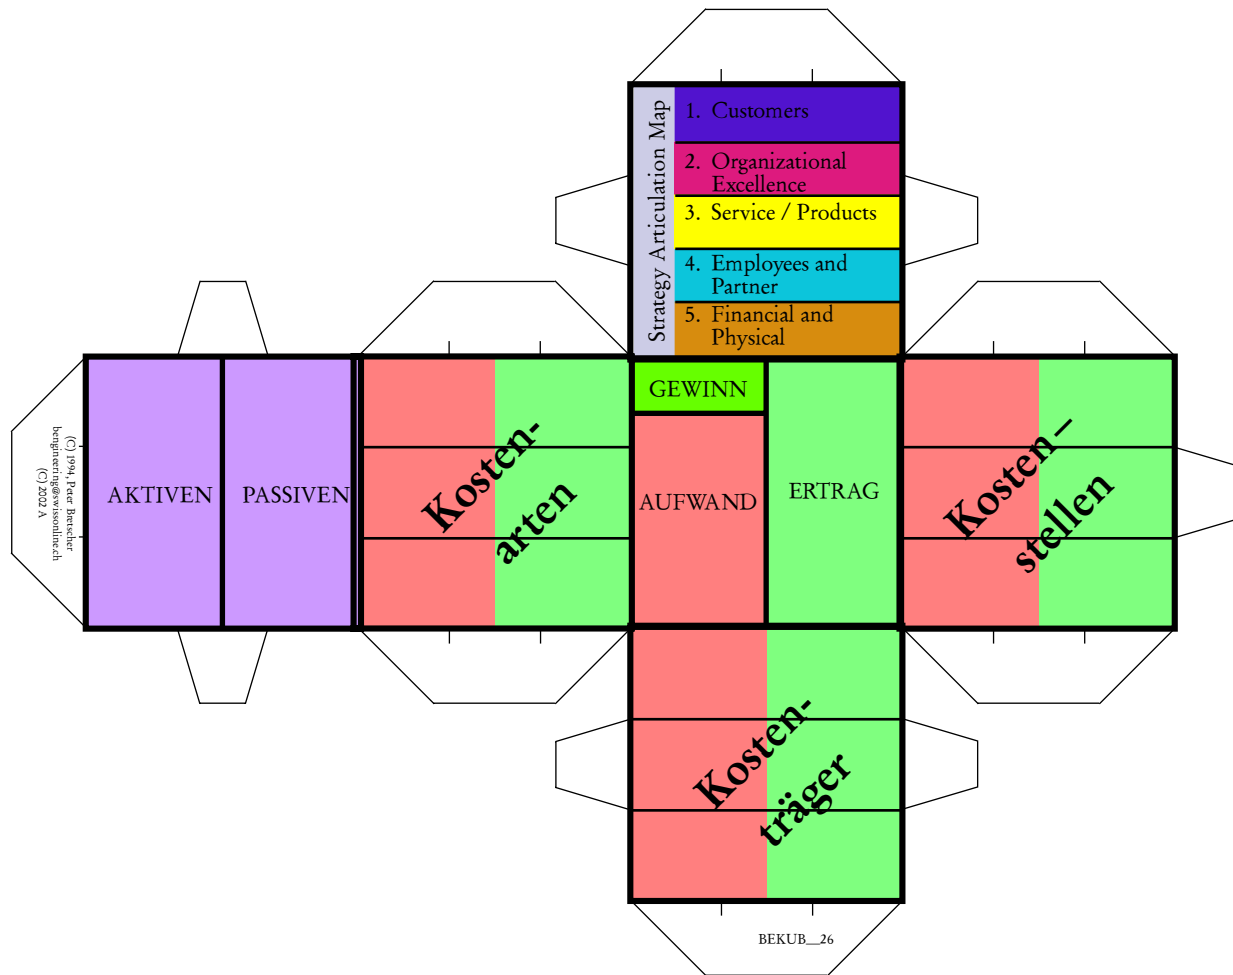 Strategy Articulation Map
1. Customers
2. Organizational
Excellence
3. Service / Products
4. Employees and
Partner
5. Financial and
Physical
(C) 1994, Peter Bretscher
bengineering@swissonline.ch
(C) 2002 A
AKTIVEN
PASSIVEN
Kosten-
arten
GEWINN
AUFWAND
ERTRAG
Kosten–
stellen
Kosten-
träger
BEKUB__26